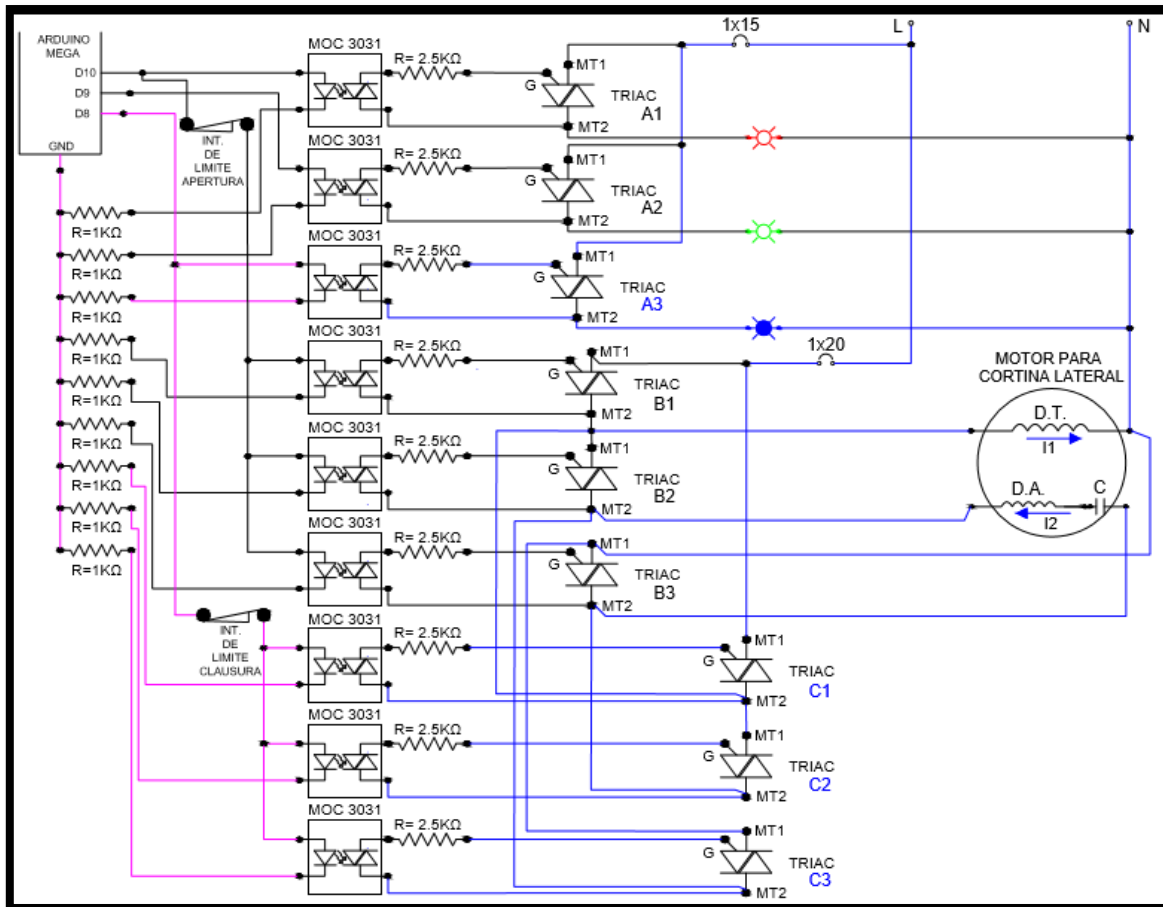 ARDUINO
MEGA
D10
D9
D8
GND
INT.
DE
LIMITE
APERTURA
R=1KΩ
R=1KΩ
R=1KΩ
R=1KΩ
R=1KΩ
R=1KΩ
R=1KΩ
R=1KΩ
R=1KΩ
INT.
DE
LIMITE
CLAUSURA
MOC 3031
R= 2.5KΩ
G
MT1
TRIAC
A1
MT2
1x15
L
N
MOC 3031
R= 2.5KΩ
G
MT1
TRIAC
A2
MT2
MOC 3031
R= 2.5KΩ
G
MT1
TRIAC
A3
MT2
1x20
MOC 3031
R= 2.5KΩ
G
MT1
TRIAC
B1
MT2
MOTOR PARA
CORTINA LATERAL
D.T.
I1
D.A.
C
I2
MOC 3031
R= 2.5KΩ
G
MT1
TRIAC
B2
MT2
MOC 3031
R= 2.5KΩ
G
MT1
TRIAC
B3
MT2
MOC 3031
R= 2.5KΩ
G
MT1
TRIAC
C1
MT2
MOC 3031
R= 2.5KΩ
G
MT1
TRIAC
C2
MT2
MOC 3031
R= 2.5KΩ
G
MT1
TRIAC
C3
MT2